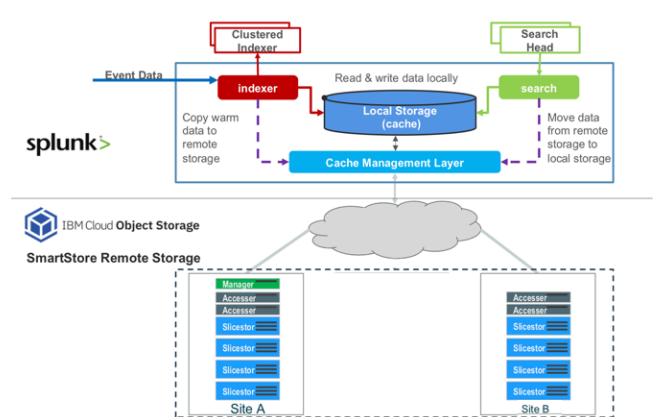 Clustered
Indexer
Search
Head
Event Data
indexer
Read & write data locally
search
Local Storage
(cache)
Copy warm
data to
remote
storage
Move data
from remote
storage to
local storage
splunk>
Cache Management Layer
IBM Cloud Object Storage
SmartStore Remote Storage
Manager
Accesser
Accesser
Slicestor
Slicestor
Slicestor
Slicestor
Site A
Accesser
Accesser
Slicestor
Slicestor
Slicestor
Slicestor
Site B